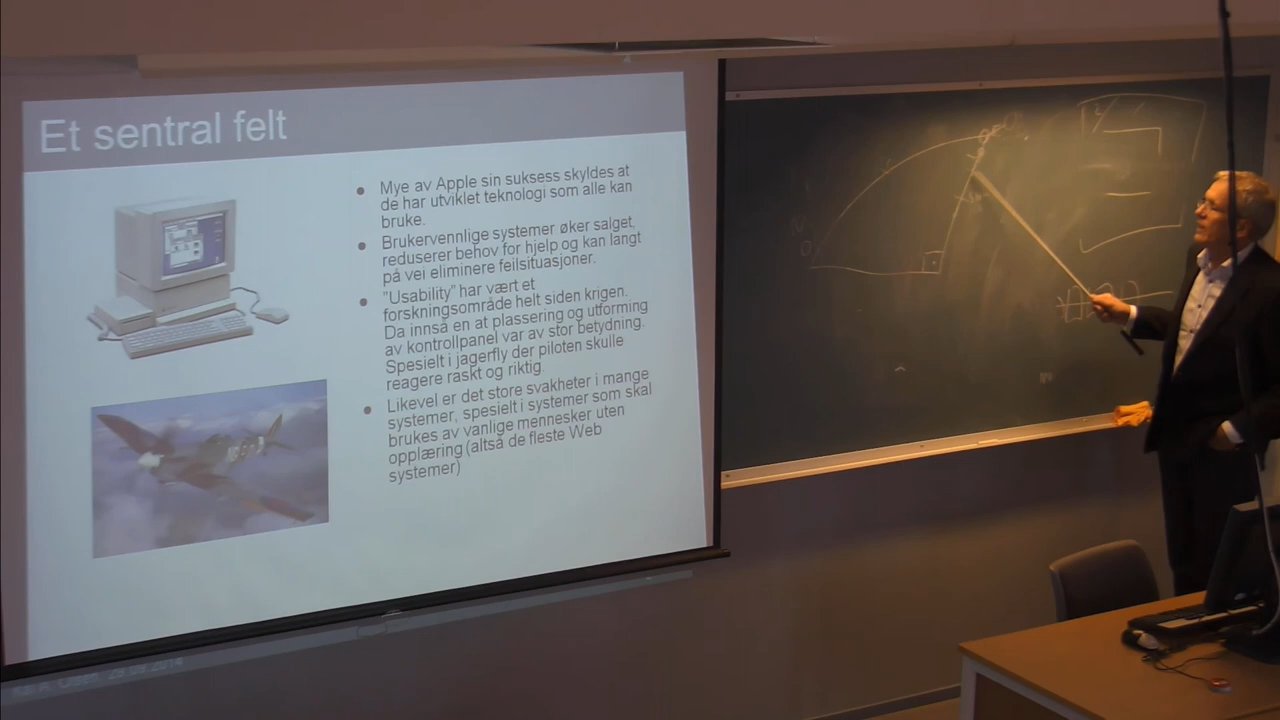 Et sentral felt
Mye av Apple sin suksess skyldes at
de har utviklet teknologi som alle kan
bruke.
Brukervennlige systemer øker salget,
reduserer behov for hjelp og kan langt
på vei eliminere feilsituasjoner.
"Usability" har vært et
forskningsområde helt siden krigen.
Da innså en at plassering og utforming
av kontrollpanel var av stor betydning.
Spesielt i jagerfly der piloten skulle
reagere raskt og riktig.
Likevel er det store svakheter i mange
systemer, spesielt i systemer som skal
brukes av vanlige mennesker uten
opplæring (altså de fleste Web
systemer)